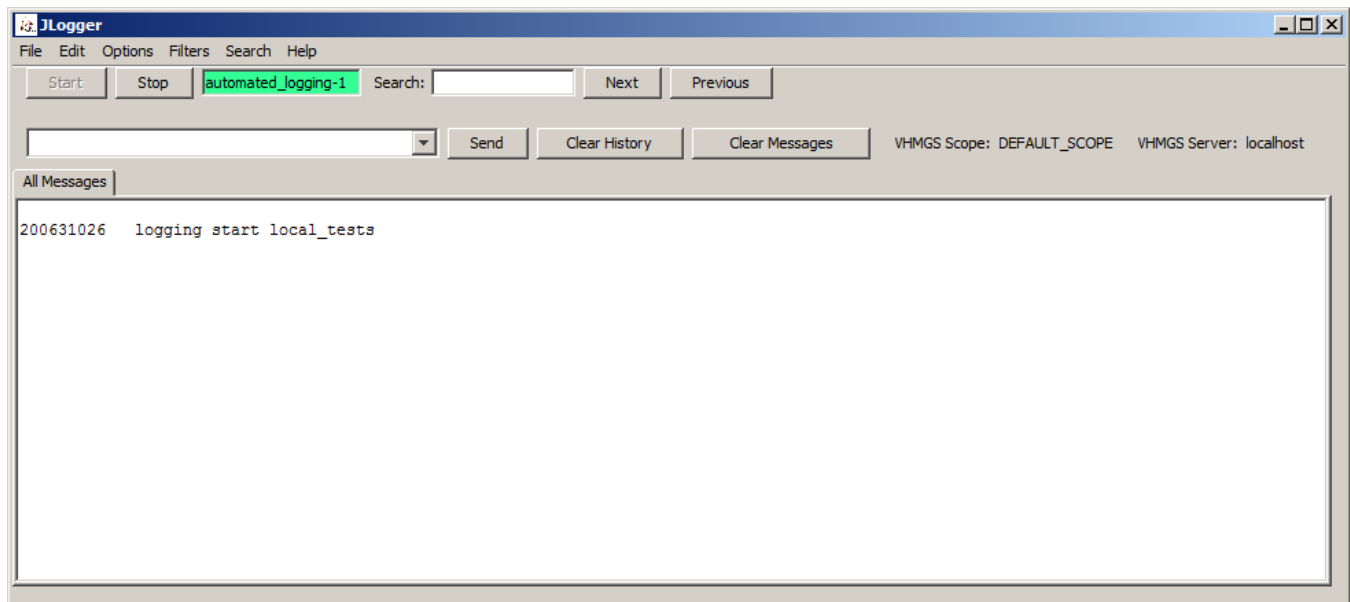 JLogger
File Edit Options Filters Search Help
Start Stop automated_logging-1 Search: Next Previous
Send Clear History Clear Messages VHMGS Scope: DEFAULT_SCOPE VHMGS Server: localhost
All Messages
200631026 logging start local_tests